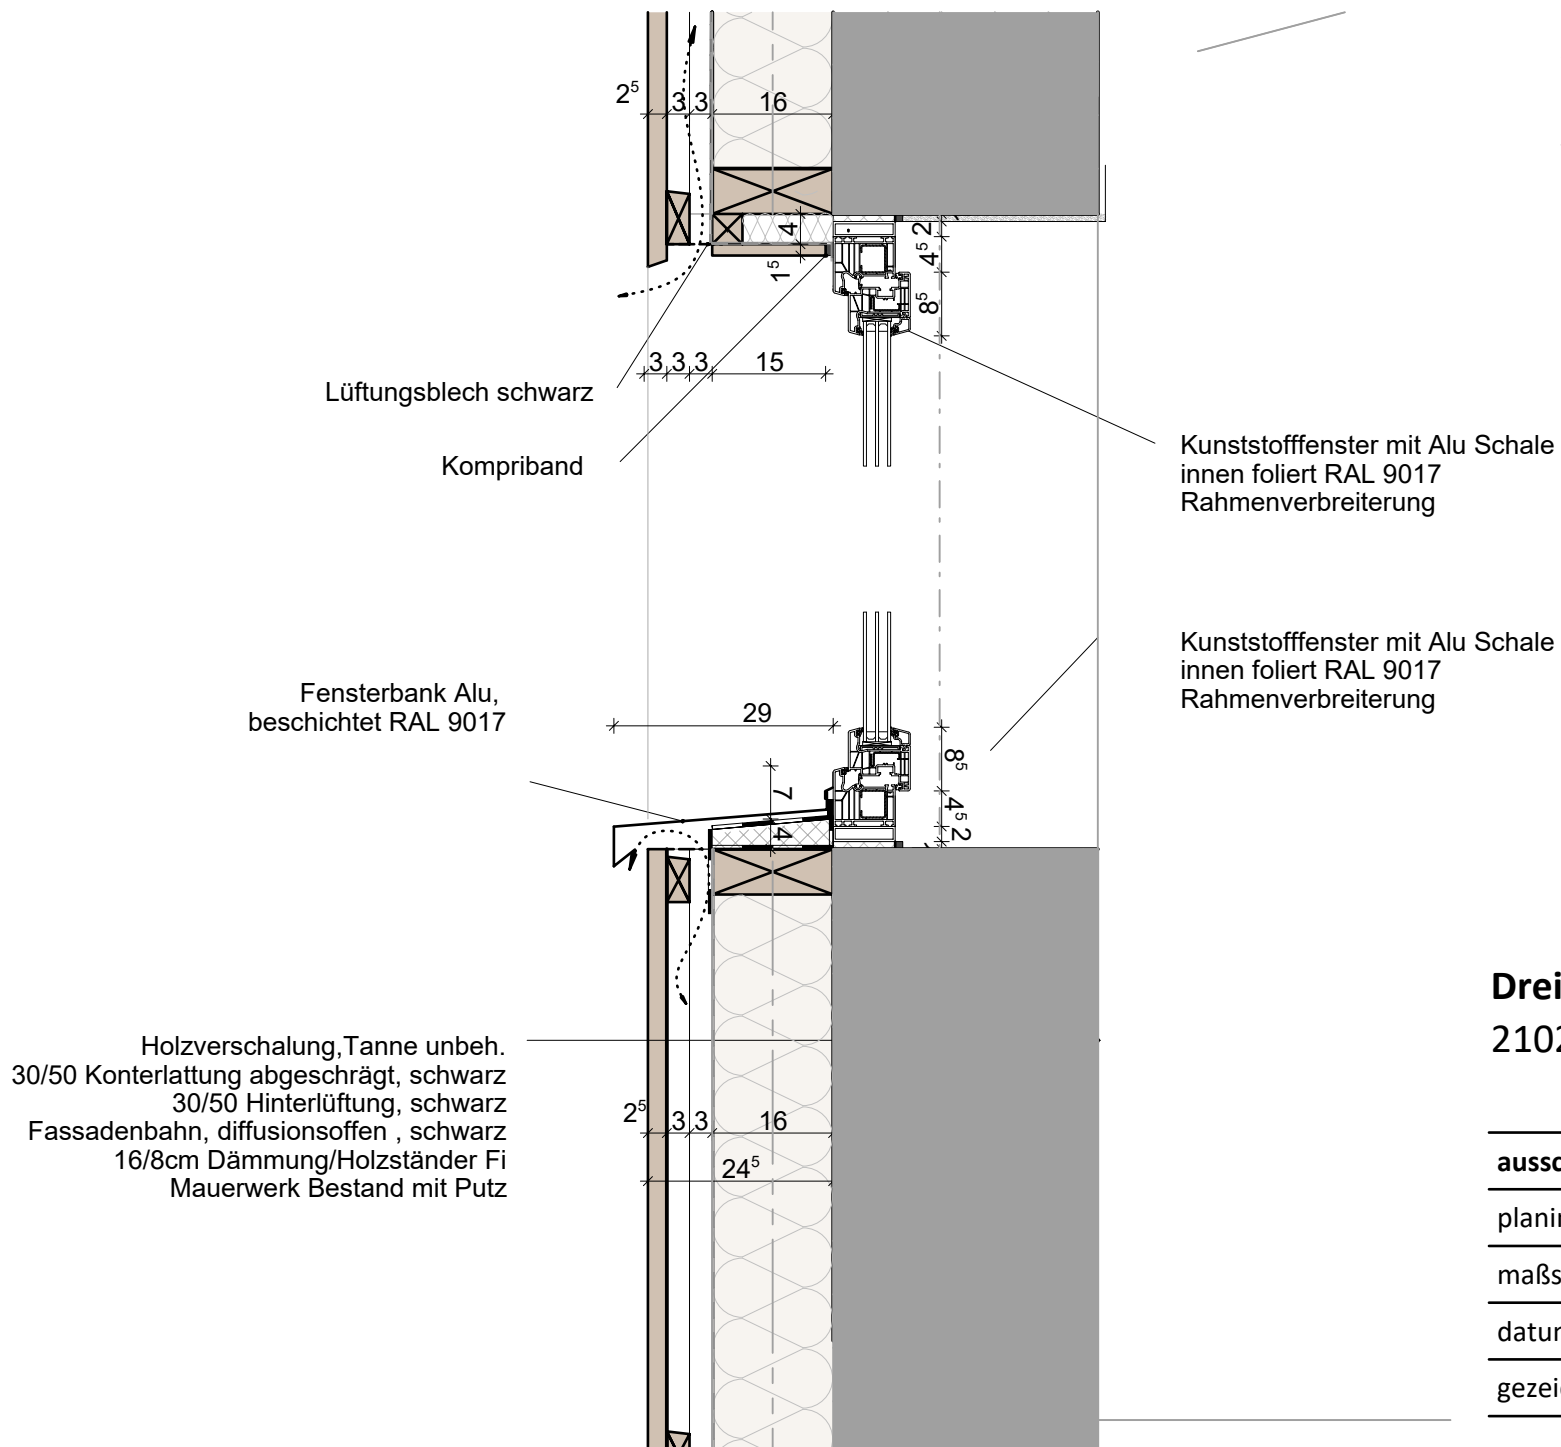 2⁵ 3 3 16
4
2
4⁵
1⁵
8⁵
3 3 3 15
Lüftungsblech schwarz
Kompriband
Kunststofffenster mit Alu Schale
innen foliert RAL 9017
Rahmenverbreiterung
Kunststofffenster mit Alu Schale
innen foliert RAL 9017
Rahmenverbreiterung
Fensterbank Alu,
beschichtet RAL 9017
29
8⁵
7
4⁵
4
2
Holzverschalung,Tanne unbeh.
30/50 Konterlattung abgeschrägt, schwarz
30/50 Hinterlüftung, schwarz
Fassadenbahn, diffusionsoffen , schwarz
16/8cm Dämmung/Holzständer Fi
Mauerwerk Bestand mit Putz
2⁵ 3 3 16
24⁵
Drei
2102